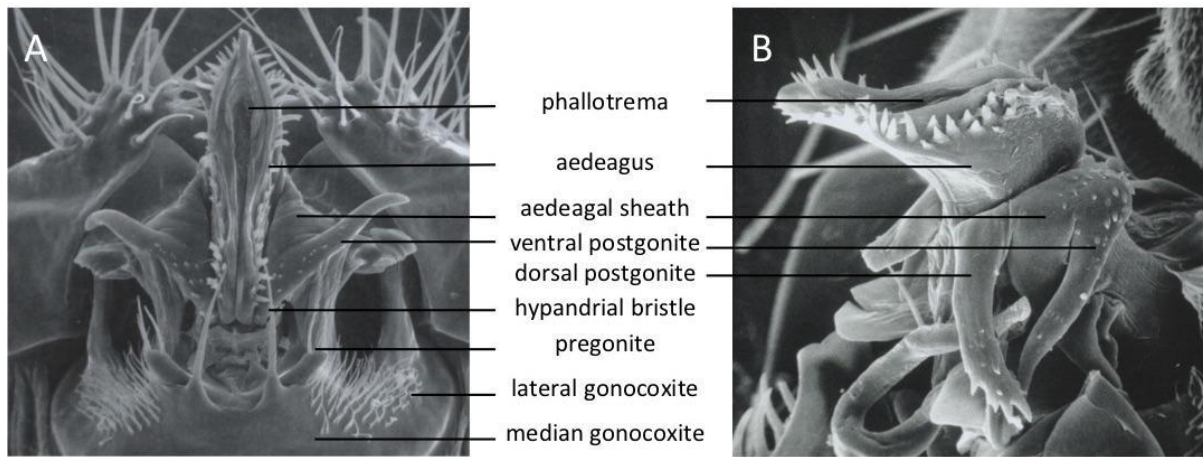 A
B
phallotrema
aedeagus
aedeagal sheath
ventral postgonite
dorsal postgonite
hypandrial bristle
pregonite
lateral gonocoxite
median gonocoxite